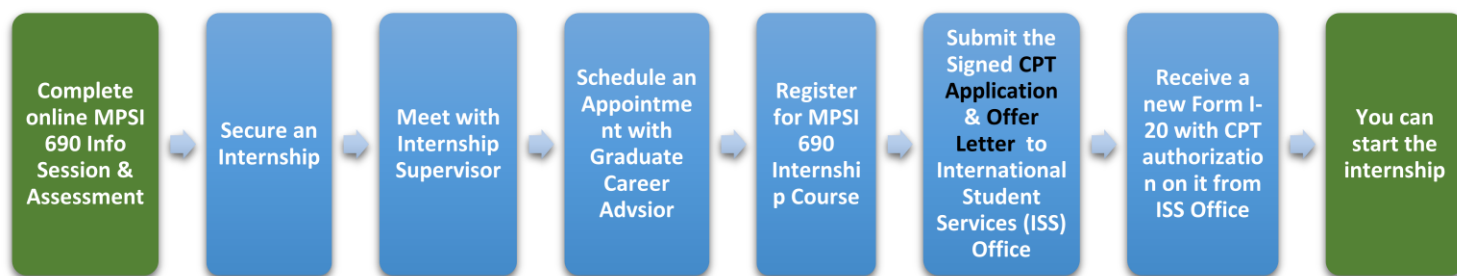 Complete
online MPSI
690 Info
Session &
Assessment
Secure an
Internship
Meet with
Internship
Supervisor
Schedule an
Appointme
nt with
Graduate
Career
Advsior
Register
for MPSI
690
Internshi
p Course
Submit the
Signed CPT
Application
& Offer
Letter to
International
Student
Services (ISS)
Office
Receive a
new Form I-
20 with CPT
authorizatio
n on it from
ISS Office
You can
start the
internship